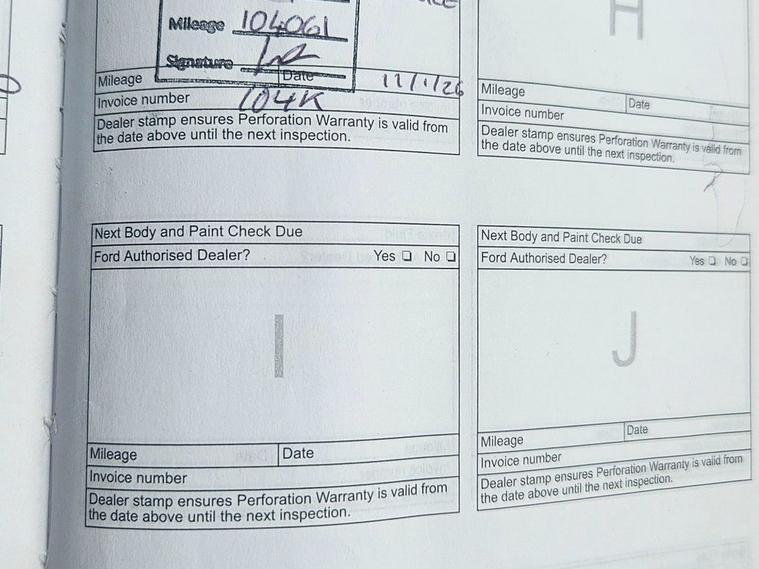 Mileage 104061
Signature
Mileage Date 12/1/26
Invoice number 104K
Dealer stamp ensures Perforation Warranty is valid from
the date above until the next inspection.
H
Mileage Date
Invoice number
Dealer stamp ensures Perforation Warranty is valid from
the date above until the next inspection.
Next Body and Paint Check Due
Ford Authorised Dealer? Yes No
I
Mileage Date
Invoice number
Dealer stamp ensures Perforation Warranty is valid from
the date above until the next inspection.
Next Body and Paint Check Due
Ford Authorised Dealer? Yes No
J
Mileage Date
Invoice number
Dealer stamp ensures Perforation Warranty is valid from
the date above until the next inspection.